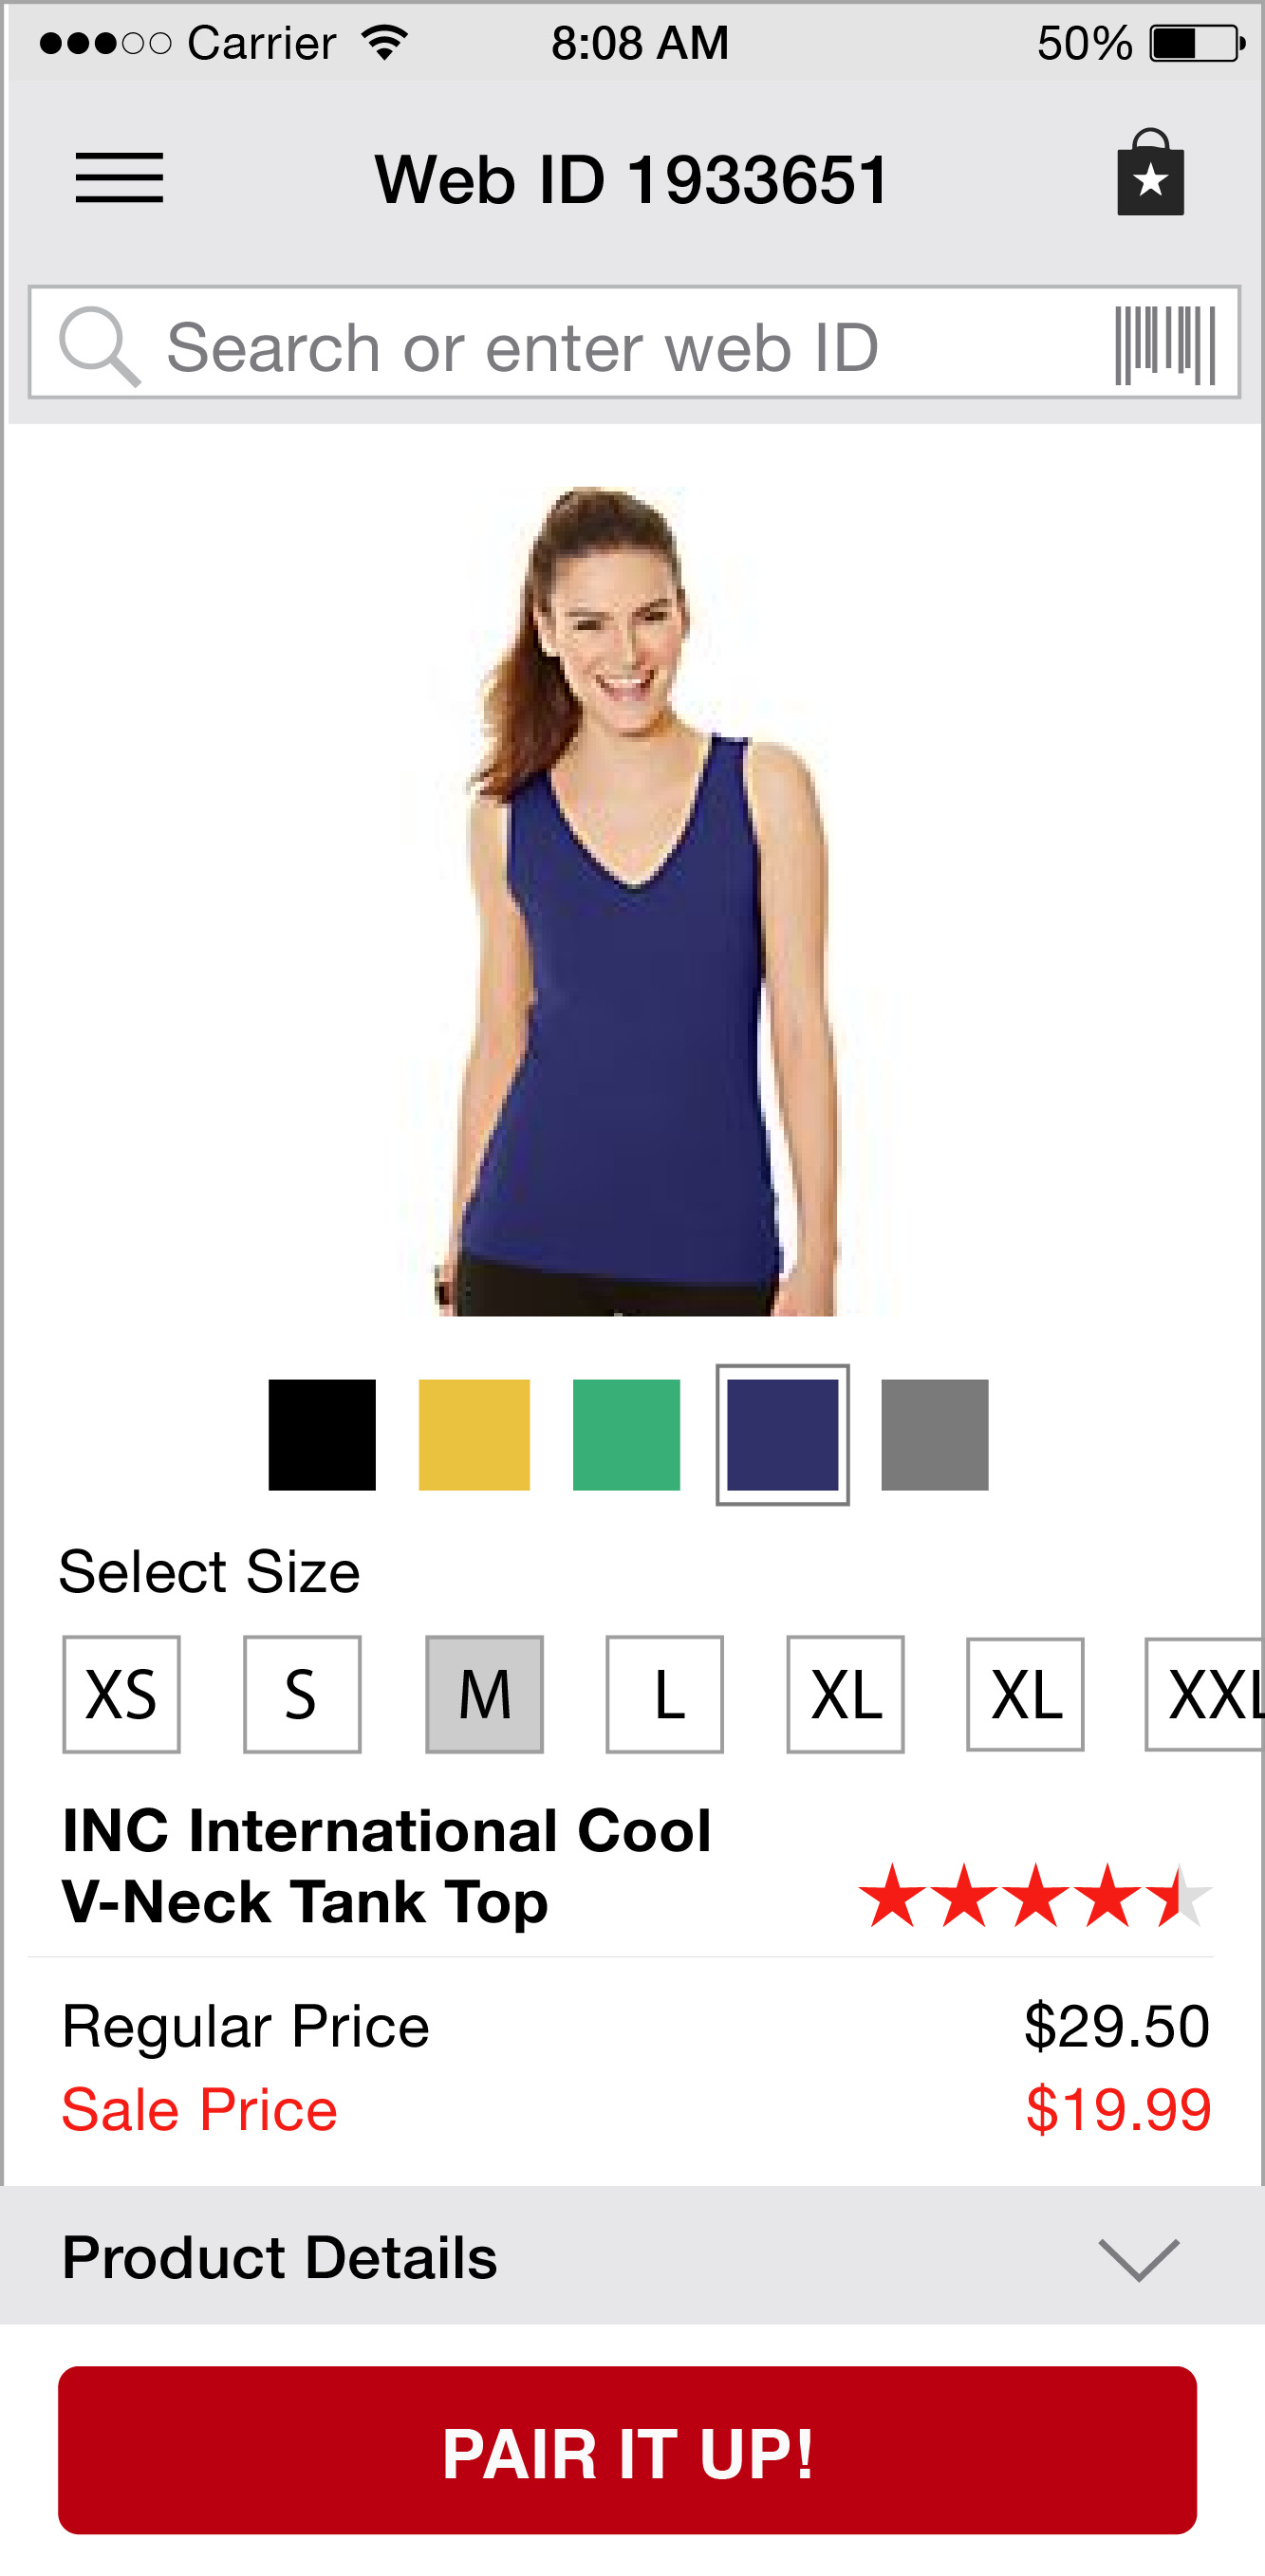 Carrier 8:08 AM 50%
Web ID 1933651
Search or enter web ID
Select Size
XS S M L XL XL XXL
INC International Cool
V-Neck Tank Top
Regular Price $29.50
Sale Price $19.99
Product Details
PAIR IT UP!